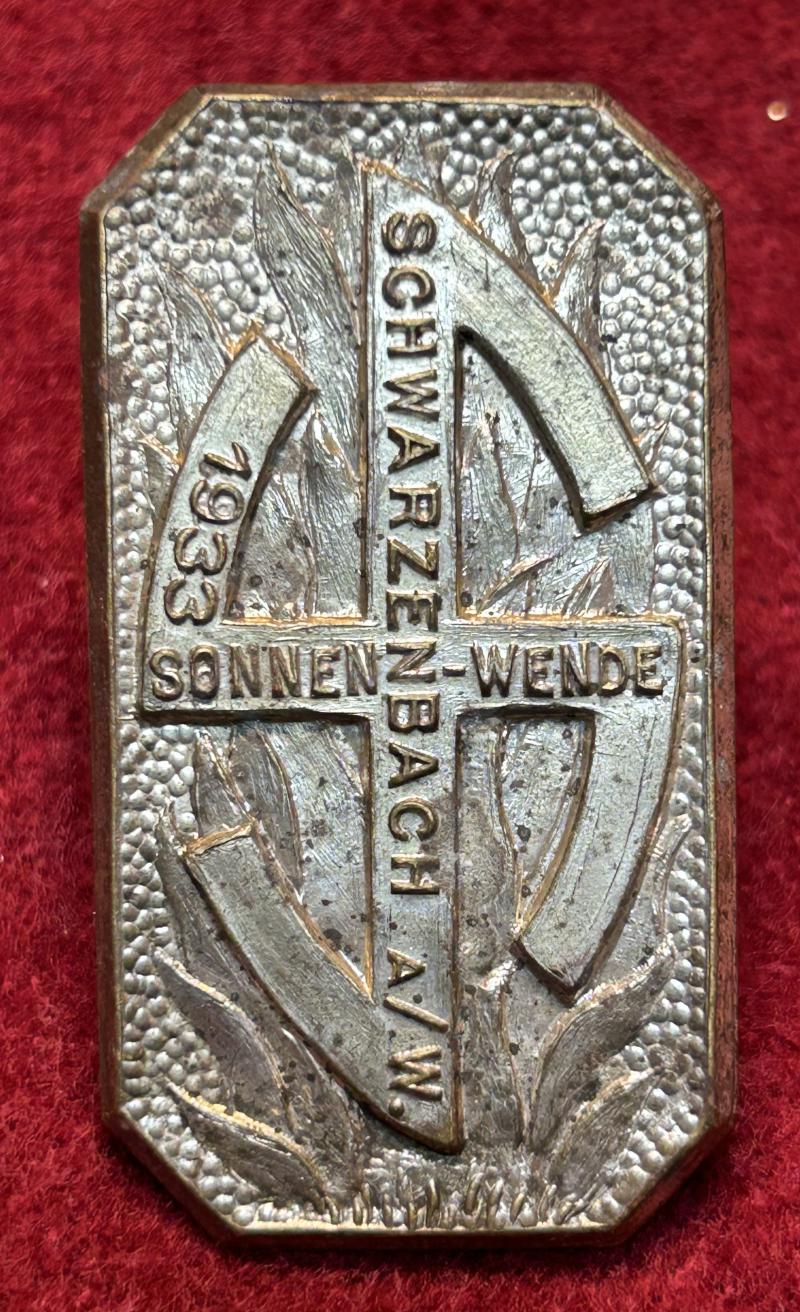 SCHWARZENBACH A/W.
1933
SONNEN-WENDE